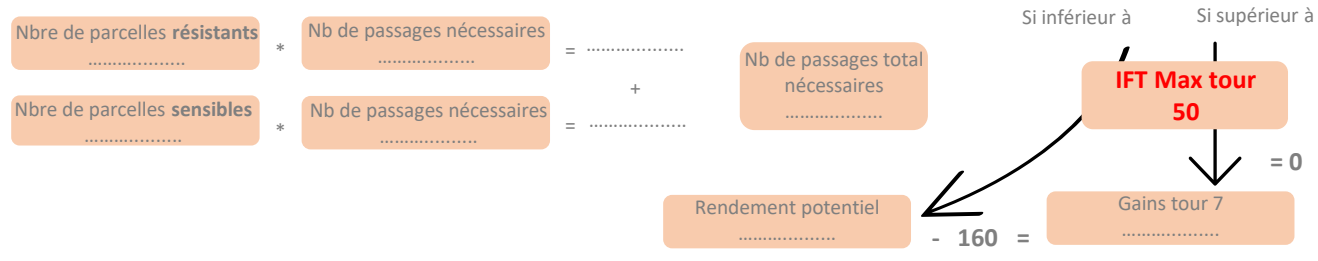 Nbre de parcelles résistants
....................
*
Nb de passages nécessaires
....................
= ....................
+
Nbre de parcelles sensibles
....................
*
Nb de passages nécessaires
....................
= ....................
Nb de passages total
nécessaires
....................
Si inférieur à
Si supérieur à
IFT Max tour
50
= 0
Rendement potentiel
....................
- 160 =
Gains tour 7
....................